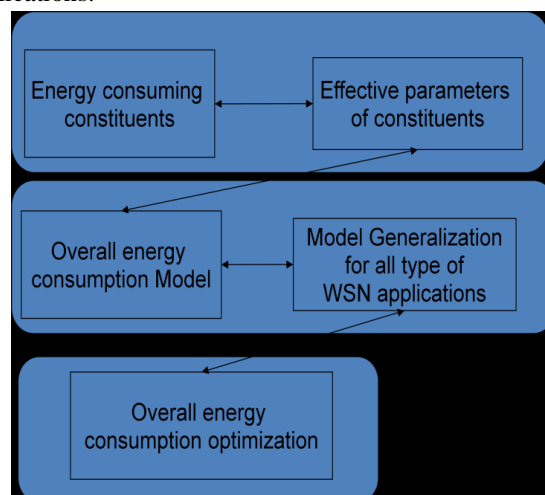 Energy consuming
constituents
Effective parameters
of constituents
Overall energy
consumption Model
Model Generalization
for all type of
WSN applications
Overall energy
consumption optimization